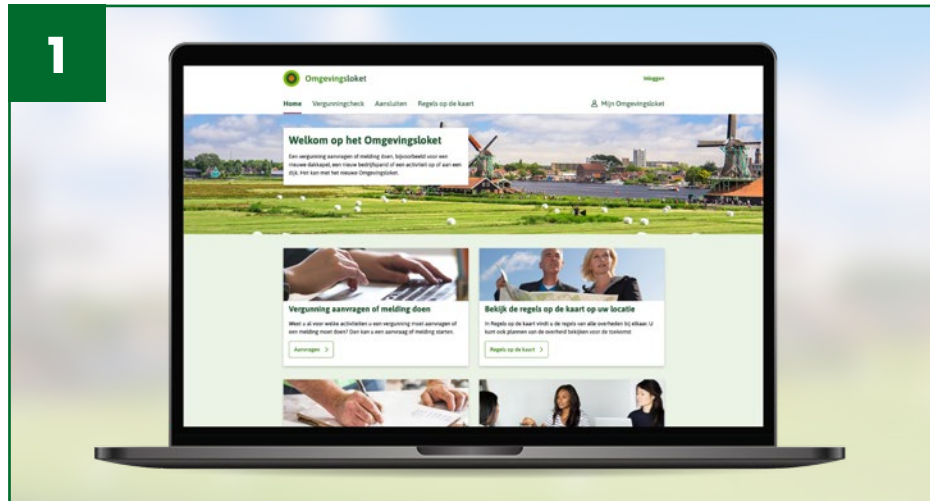 1
Omgevingsloket
Inloggen
Home Vergunningcheck Aansluiten Regels op de kaart
Mijn Omgevingsloket
Welkom op het Omgevingsloket
Een vergunning aanvragen of melding doen, bijvoorbeeld voor een
nieuwe dakkapel, een nieuw bedrijfspand of een activiteit op of aan een
dijk. Het kan met het nieuwe Omgevingsloket.
Vergunning aanvragen of melding doen
Weet u al voor welke activiteiten u een vergunning moet aanvragen of
een melding moet doen? Dan kan u een aanvraag of melding starten.
Aanvragen
Bekijk de regels op de kaart op uw locatie
In Regels op de kaart vindt u de regels van alle overheden bij elkaar. U
kunt ook plannen van de overheid bekijken voor de toekomst
Regels op de kaart